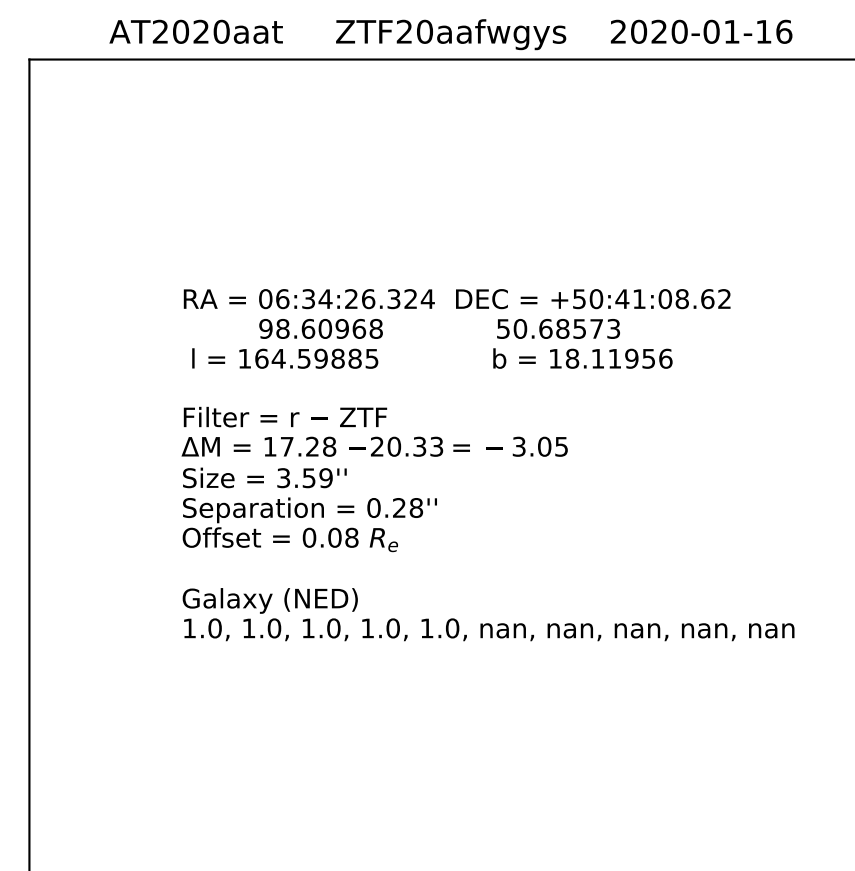 AT2020aat ZTF20aafwgys 2020-01-16
RA = 06:34:26.324 DEC = +50:41:08.62
98.60968 50.68573
l = 164.59885 b = 18.11956
Filter = r − ZTF
ΔM = 17.28 −20.33 = − 3.05
Size = 3.59''
Separation = 0.28''
Offset = 0.08 Rₑ
Galaxy (NED)
1.0, 1.0, 1.0, 1.0, 1.0, nan, nan, nan, nan, nan